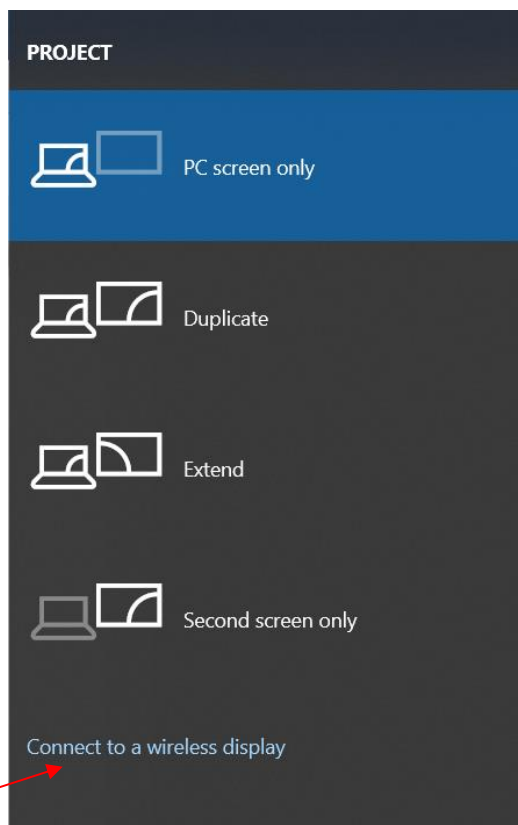 PROJECT
PC screen only
Duplicate
Extend
Second screen only
Connect to a wireless display